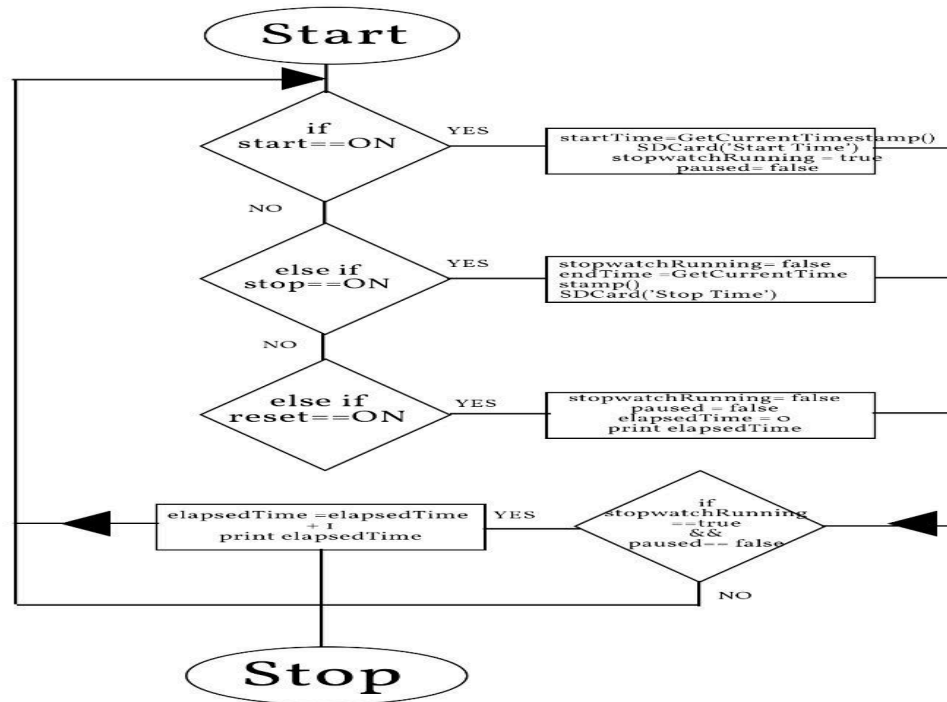 Start
if
start==ON
YES
startTime=GetCurrentTimestamp()
SDCard('Start Time')
stopwatchRunning = true
paused= false
NO
else if
stop==ON
YES
stopwatchRunning= false
endTime =GetCurrentTime
stamp()
SDCard('Stop Time')
NO
else if
reset==ON
YES
stopwatchRunning= false
paused = false
elapsedTime = 0
print elapsedTime
if
stopwatchRunning
==true
&&
paused== false
YES
elapsedTime =elapsedTime
+ 1
print elapsedTime
NO
Stop